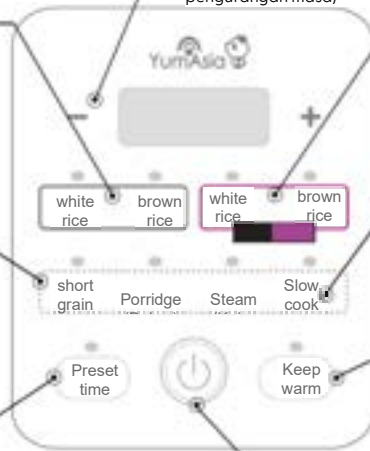 pengurangan masa)
YumAsia
− +
white brown white brown
rice rice rice rice
short Slow
grain Porridge Steam cook
Preset Keep
time warm